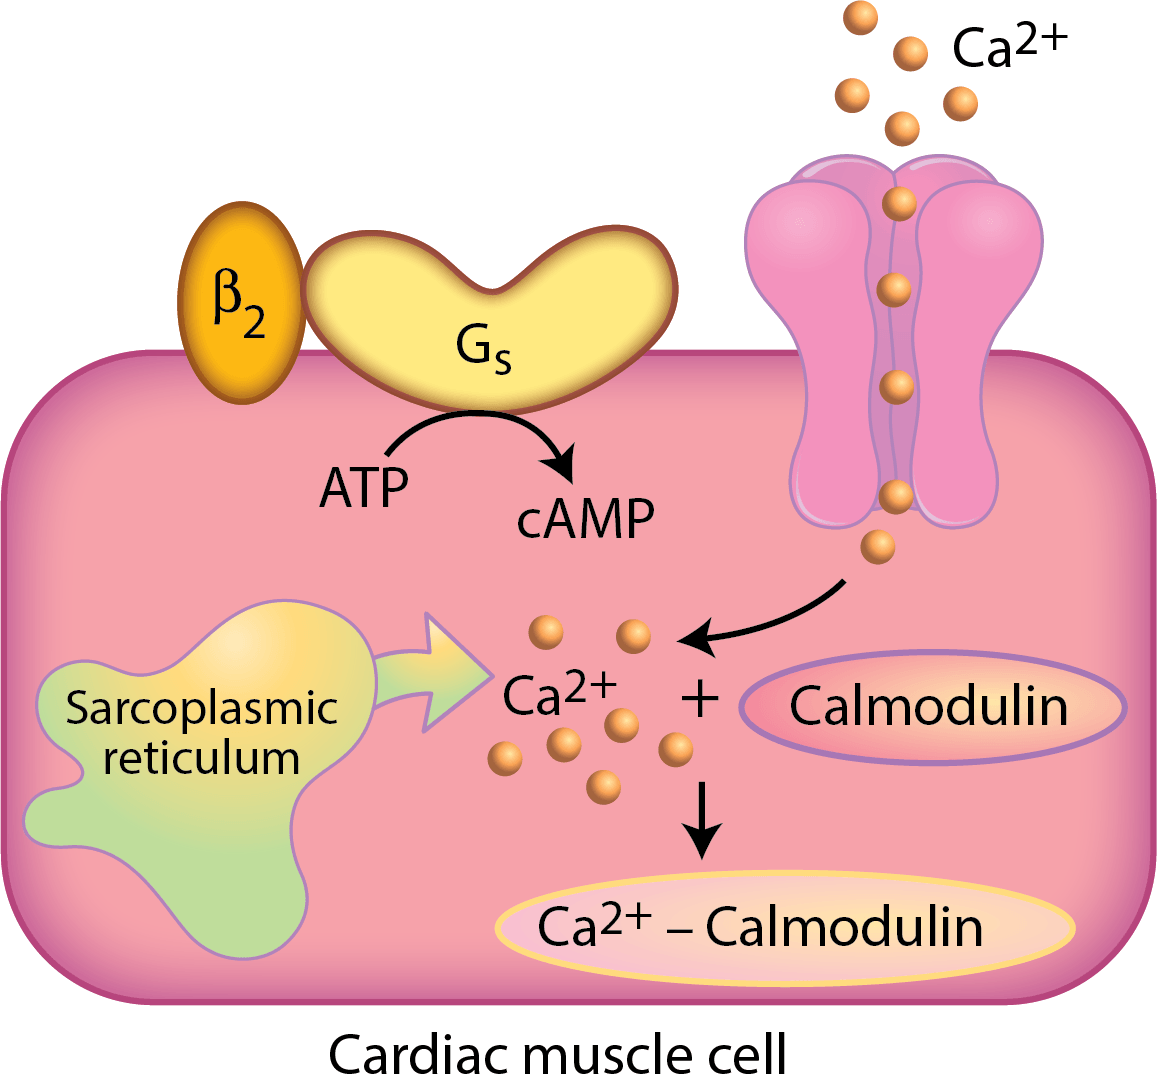 Ca2+
β2
Gs
ATP
cAMP
Sarcoplasmic
reticulum
Ca2+
+
Calmodulin
Ca2+ – Calmodulin
Cardiac muscle cell